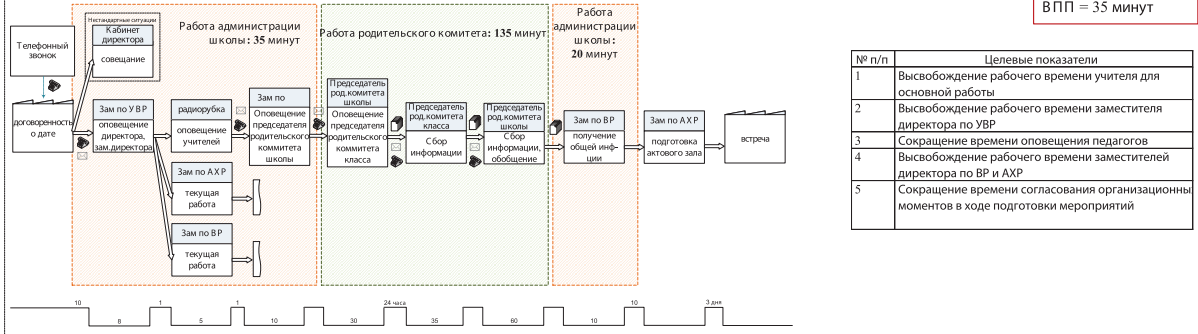 ВПП = 35 минут
Нестандартные ситуации
Телефонный
звонок
Кабинет
директора
совещание
Работа администрации
школы: 35 минут
Работа родительского комитета: 135 минут
Работа
администрации
школы:
20 минут
договоренность
о дате
Зам по УВР
оповещение
директора,
зам.директора
радиорубка
оповещение
учителей
Зам по
Оповещение
председателя
родительского
коммитета
школы
Председатель
род.комитета
школы
Оповещение
председателя
родительского
коммитета
класса
Председатель
род.комитета
класса
Сбор
информации
Председатель
род.комитета
школы
Сбор
информации,
обобщение
Зам по ВР
получение
общей инф-
ции
Зам по АХР
подготовка
актового зала
встреча
Зам по АХР
текущая
работа
Зам по ВР
текущая
работа
10
1
1
24 часа
10
3 дня
8
5
10
30
35
60
10
№ п/п
Целевые показатели
1
Высвобождение рабочего времени учителя для
основной работы
2
Высвобождение рабочего времени заместителя
директора по УВР
3
Сокращение времени оповещения педагогов
4
Высвобождение рабочего времени заместителей
директора по ВР и АХР
5
Сокращение времени согласования организационны
моментов в ходе подготовки мероприятий